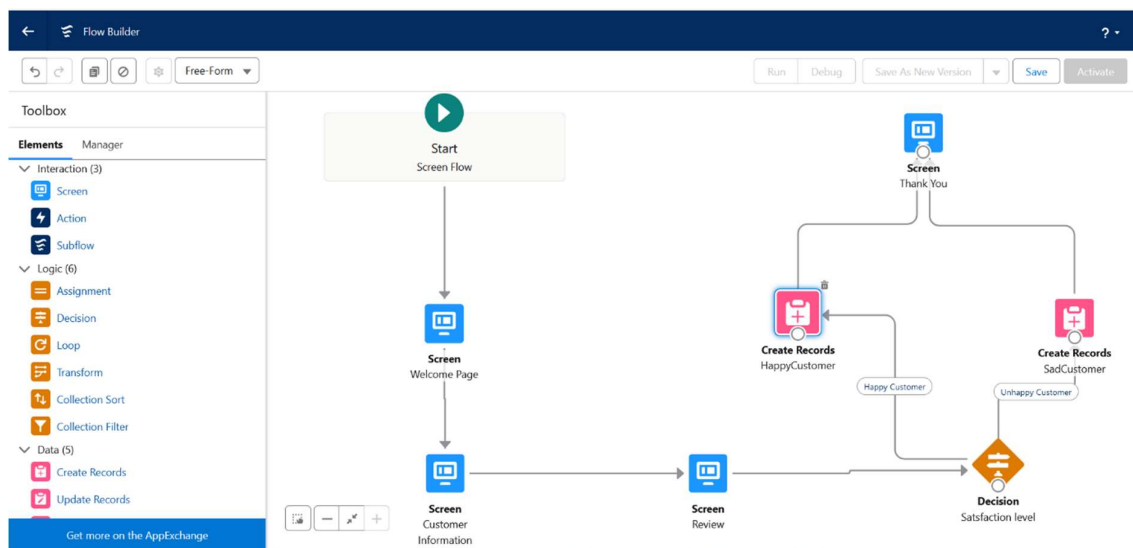 Flow Builder
?
Free-Form
Run
Debug
Save As New Version
Save
Activate
Toolbox
Elements
Manager
Interaction (3)
Screen
Action
Subflow
Logic (6)
Assignment
Decision
Loop
Transform
Collection Sort
Collection Filter
Data (5)
Create Records
Update Records
Get more on the AppExchange
Start
Screen Flow
Screen
Welcome Page
Screen
Customer
Information
Screen
Review
Decision
Satsfaction level
Happy Customer
Unhappy Customer
Create Records
HappyCustomer
Create Records
SadCustomer
Screen
Thank You